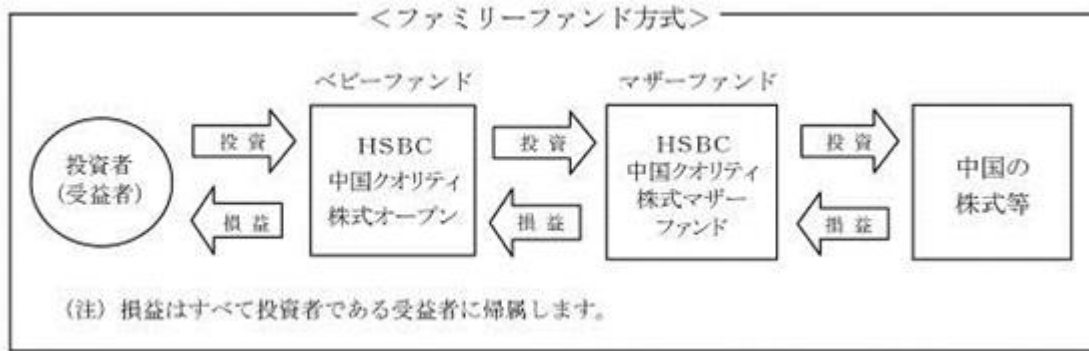 ＜ファミリーファンド方式＞
ベビーファンド
マザーファンド
投資者
(受益者)
投資
損益
HSBC
中国クオリティ
株式オープン
投資
損益
HSBC
中国クオリティ
株式マザー
ファンド
投資
損益
中国の
株式等
（注）損益はすべて投資者である受益者に帰属します。